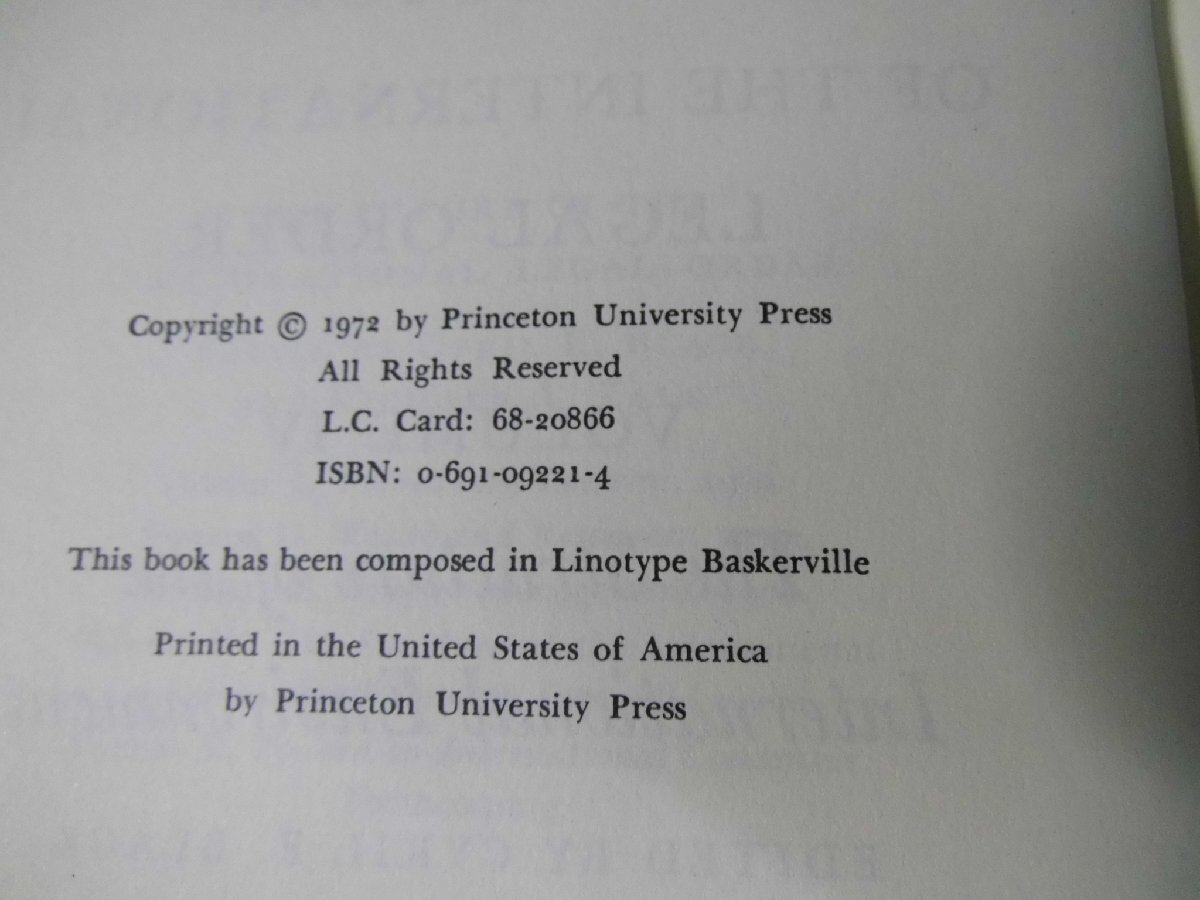 Copyright © 1972 by Princeton University Press
All Rights Reserved
L.C. Card: 68-20866
ISBN: 0-691-09221-4
This book has been composed in Linotype Baskerville
Printed in the United States of America
by Princeton University Press